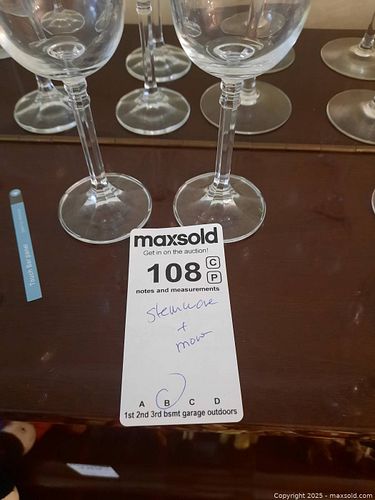 maxsold
Get in on the auction!
108 C
P
notes and measurements
stemware
+
more
A B C D
1st 2nd 3rd bsmt garage outdoors
Copyright 2025 - maxsold.com